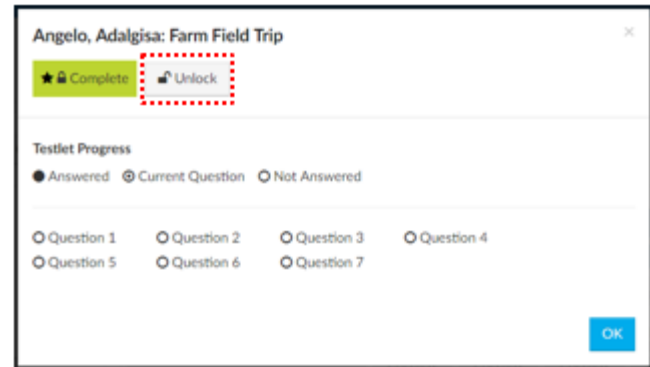 Angelo, Adalgisa: Farm Field Trip
×
Complete Unlock
Testlet Progress
Answered Current Question Not Answered
Question 1 Question 2 Question 3 Question 4
Question 5 Question 6 Question 7
OK